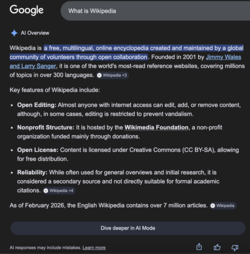 Google
What is Wikipedia
AI Overview
Wikipedia is a free, multilingual, online encyclopedia created and maintained by a global
community of volunteers through open collaboration. Founded in 2001 by Jimmy Wales
and Larry Sanger, it is one of the world's most-read reference websites, covering millions
of topics in over 300 languages. Wikipedia +3
Key features of Wikipedia include:
• Open Editing: Almost anyone with internet access can edit, add, or remove content,
although, in some cases, editing is restricted to prevent vandalism.
• Nonprofit Structure: It is hosted by the Wikimedia Foundation, a non-profit
organization funded mainly through donations.
• Open License: Content is licensed under Creative Commons (CC BY-SA), allowing
for free distribution.
• Reliability: While often used for general overviews and initial research, it is
considered a secondary source and not directly suitable for formal academic
citations. Wikipedia +4
As of February 2026, the English Wikipedia contains over 7 million articles. Wikipedia
Dive deeper in AI Mode
AI responses may include mistakes. Learn more